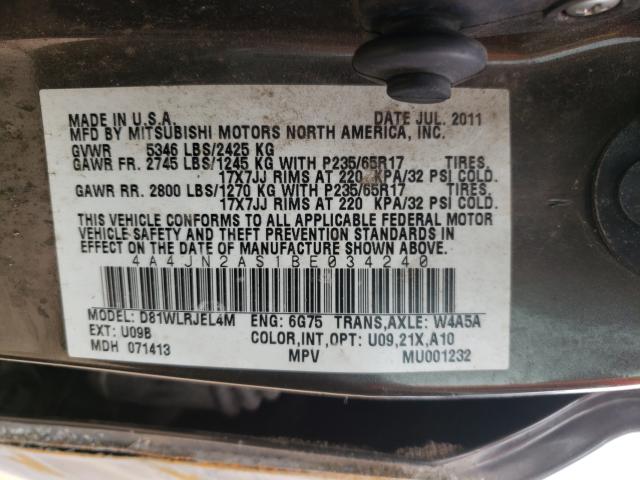 MADE IN U.S.A. DATE JUL. 2011
MFD BY MITSUBISHI MOTORS NORTH AMERICA, INC.
GVWR 5346 LBS/2425 KG
GAWR FR. 2745 LBS/1245 KG WITH P235/65R17 TIRES.
17X7JJ RIMS AT 220 KPA/32 PSI COLD.
GAWR RR. 2800 LBS/1270 KG WITH P235/65R17 TIRES.
17X7JJ RIMS AT 220 KPA/32 PSI COLD.
THIS VEHICLE CONFORMS TO ALL APPLICABLE FEDERAL MOTOR
VEHICLE SAFETY AND THEFT PREVENTION STANDARDS IN
EFFECT ON THE DATE OF MANUFACTURE SHOWN ABOVE.
4A4JN2AS1BE034240
MODEL: D81WLRJEL4M ENG: 6G75 TRANS,AXLE: W4A5A
EXT: U09B COLOR,INT,OPT: U09,21X,A10
MDH 071413 MPV MU001232